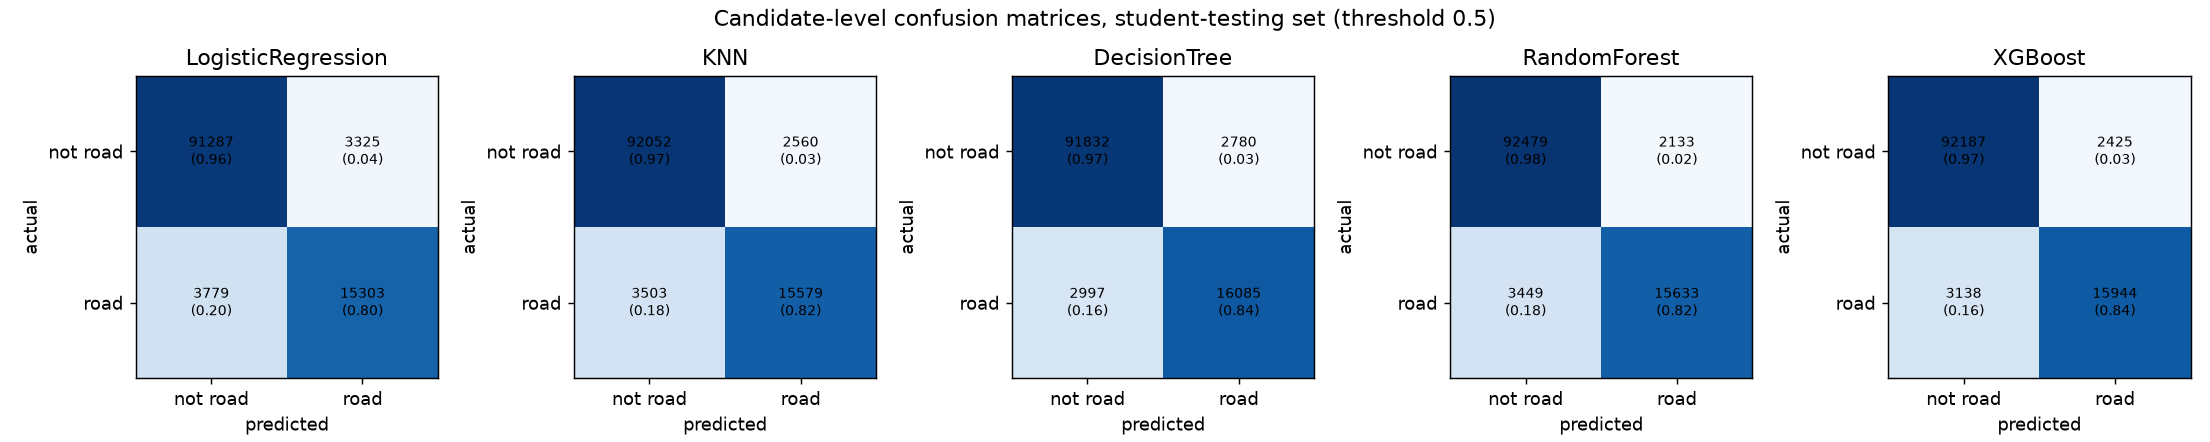 Candidate-level confusion matrices, student-testing set (threshold 0.5)
LogisticRegression
91287
(0.96)
3325
(0.04)
3779
(0.20)
15303
(0.80)
not road
road
actual
not road
road
predicted
KNN
92052
(0.97)
2560
(0.03)
3503
(0.18)
15579
(0.82)
not road
road
actual
not road
road
predicted
DecisionTree
91832
(0.97)
2780
(0.03)
2997
(0.16)
16085
(0.84)
not road
road
actual
not road
road
predicted
RandomForest
92479
(0.98)
2133
(0.02)
3449
(0.18)
15633
(0.82)
not road
road
actual
not road
road
predicted
XGBoost
92187
(0.97)
2425
(0.03)
3138
(0.16)
15944
(0.84)
not road
road
actual
not road
road
predicted